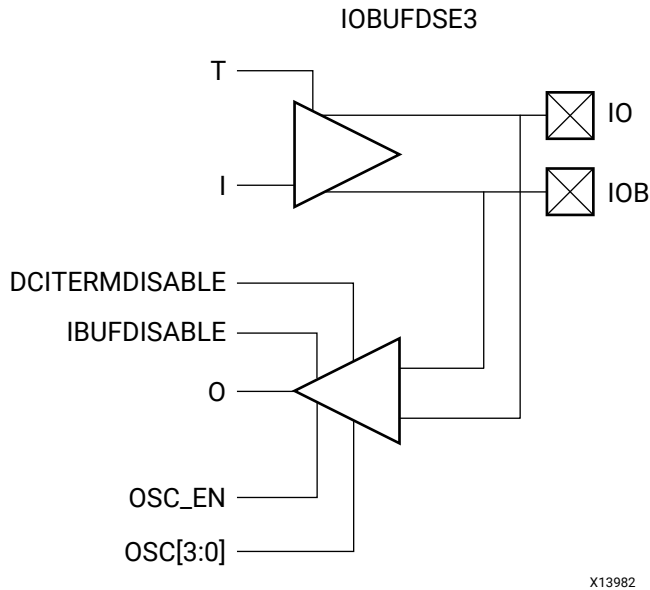 IOBUFDSE3
T
IO
I
IOB
DCITERMDISABLE
IBUFDISABLE
O
OSC_EN
OSC[3:0]
X13982